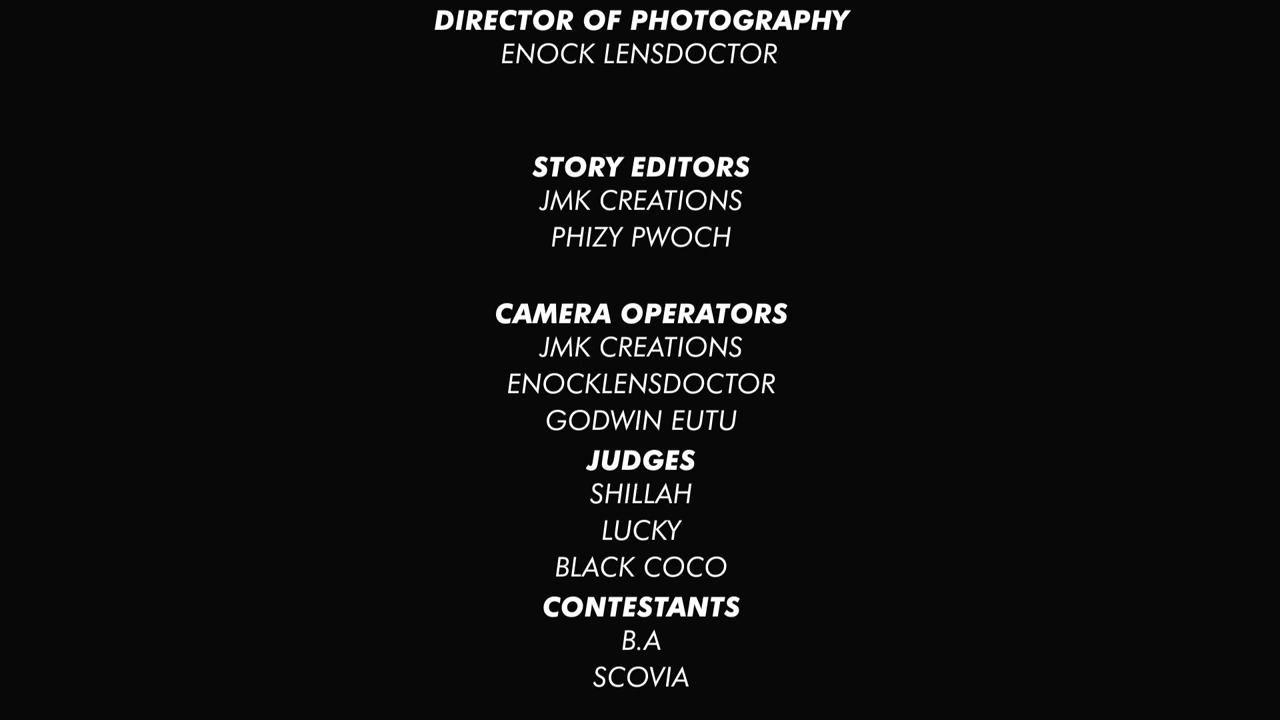 DIRECTOR OF PHOTOGRAPHY
ENOCK LENSDOCTOR
STORY EDITORS
JMK CREATIONS
PHIZY PWOCH
CAMERA OPERATORS
JMK CREATIONS
ENOCKLENSDOCTOR
GODWIN EUTU
JUDGES
SHILLAH
LUCKY
BLACK COCO
CONTESTANTS
B.A
SCOVIA